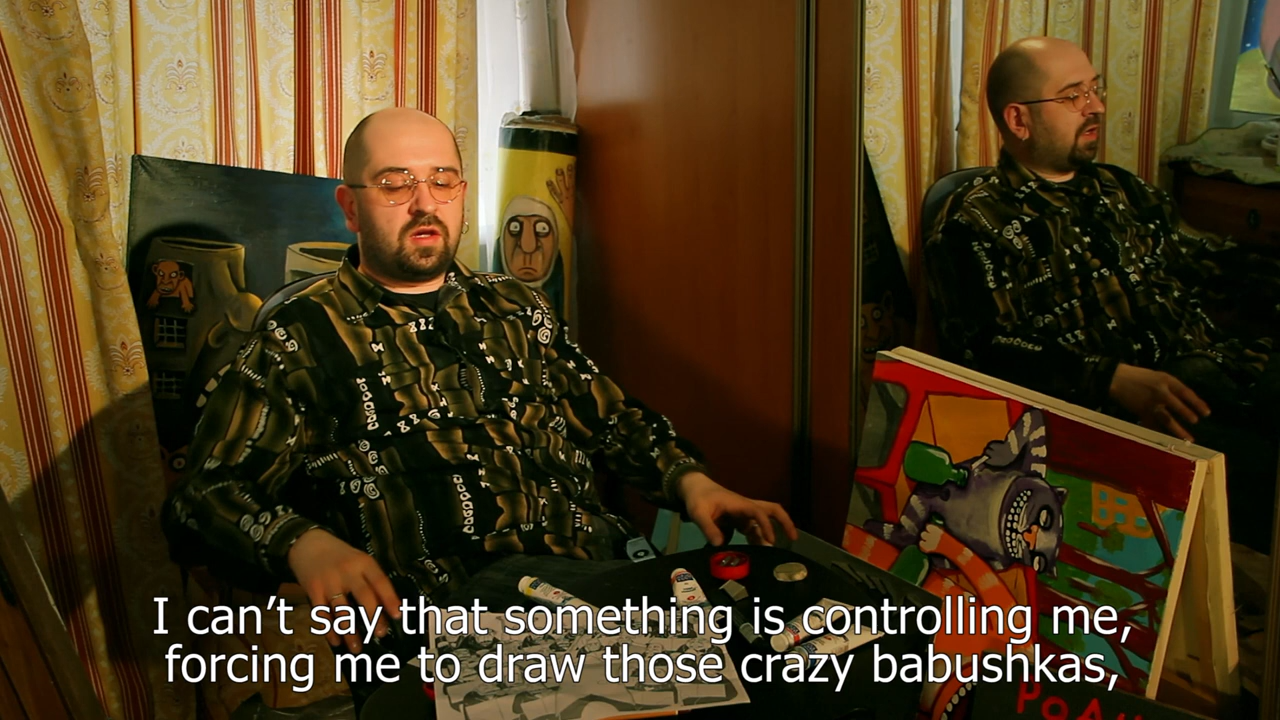 I can't say that something is controlling me,
forcing me to draw those crazy babushkas,